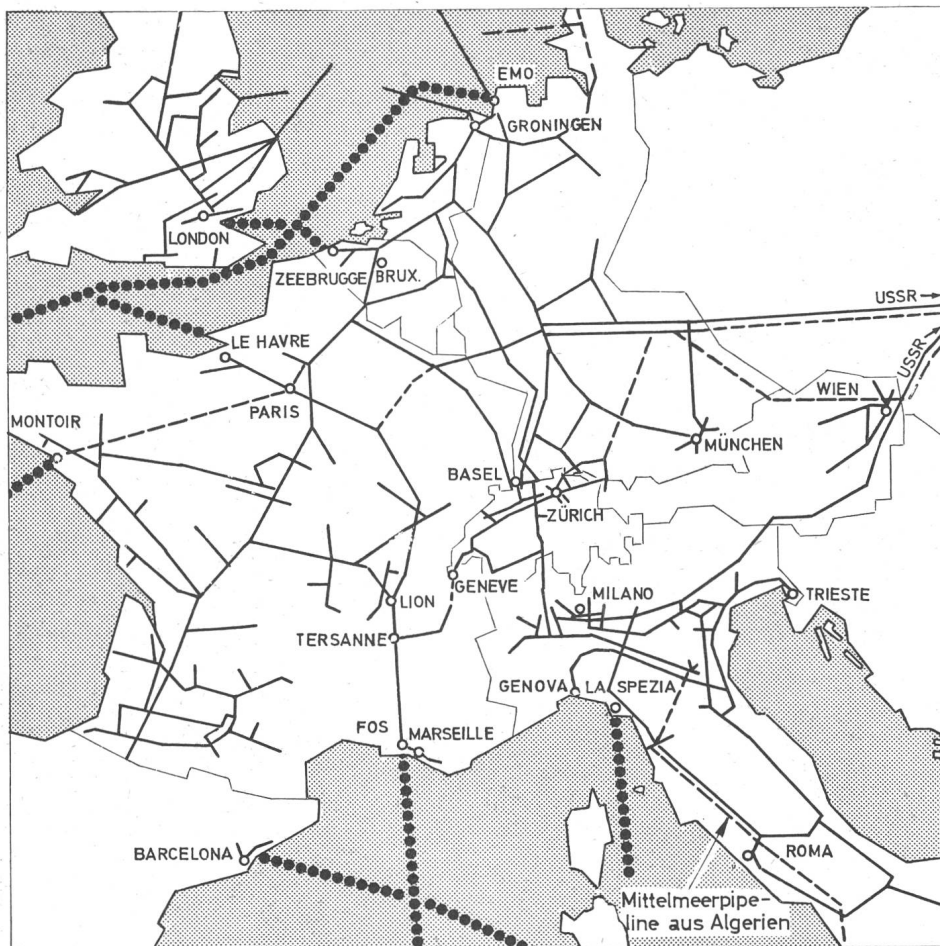 EMO
GRONINGEN
LONDON
ZEEBRUGGE
BRUX.
USSR →
USSR →
LE HAVRE
PARIS
WIEN
MONTOIR
MÜNCHEN
BASEL
ZÜRICH
GENEVE
MILANO
TRIESTE
LION
TERSANNE
GENOVA
LA SPEZIA
FOS
MARSEILLE
BARCELONA
ROMA
Mittelmeerpipe-
line aus Algerien